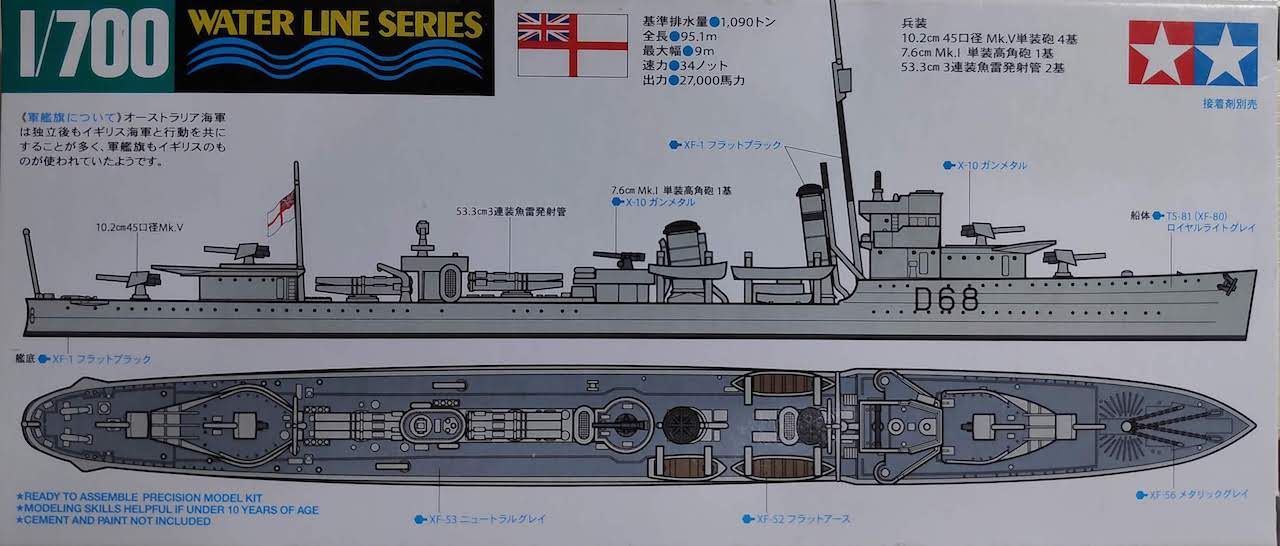 1/700
WATER LINE SERIES
基準排水量●1,090トン
全長●95.1m
最大幅●9m
速力●34ノット
出力●27,000馬力
兵装
10.2cm 45口径 Mk.V単装砲 4基
7.6cm Mk.I 単装高角砲 1基
53.3cm 3連装魚雷発射管 2基
接着剤別売
《軍艦旗について》オーストラリア海軍
は独立後もイギリス海軍と行動を共に
することが多く、軍艦旗もイギリスのも
のが使われていたようです。
XF-1 フラットブラック
X-10 ガンメタル
7.6cm Mk.I 単装高角砲 1基
X-10 ガンメタル
53.3cm3連装魚雷発射管
10.2cm45口径Mk.V
船体 TS-81 (XF-80)
ロイヤルライトグレイ
D68
艦底 XF-1 フラットブラック
★READY TO ASSEMBLE PRECISION MODEL KIT
★MODELING SKILLS HELPFUL IF UNDER 10 YEARS OF AGE
★CEMENT AND PAINT NOT INCLUDED
XF-53 ニュートラルグレイ
XF-52 フラットアース
XF-56 メタリックグレイ